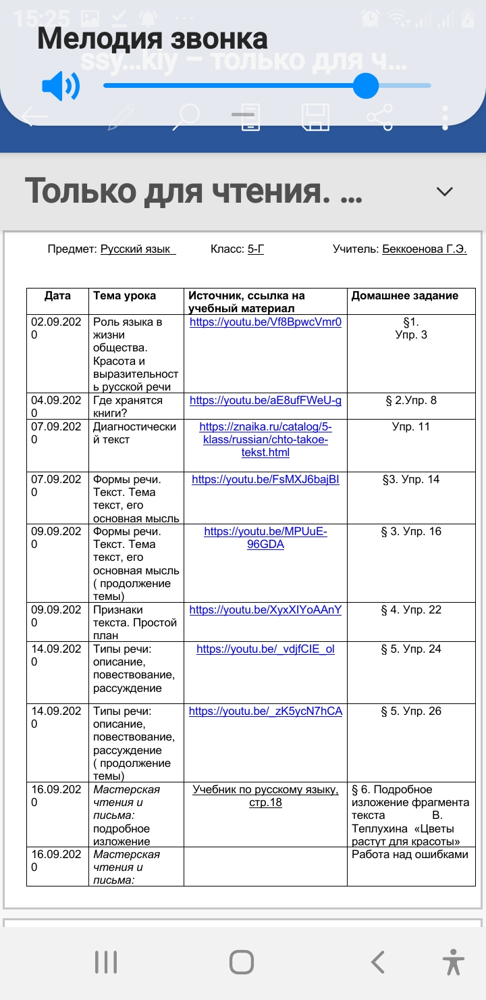 15:25
Мелодия звонка
ssy...kiy – только для ч...
Только для чтения. ...
Предмет: Русский язык Класс: 5-Г Учитель: Беккоенова Г.Э.
Дата Тема урока Источник, ссылка на Домашнее задание
учебный материал
02.09.202 Роль языка в https://youtu.be/Vf8BpwcVmr0 §1.
0 жизни Упр. 3
общества.
Красота и
выразительност
ь русской речи
04.09.202 Где хранятся https://youtu.be/aE8ufFWeU-g § 2.Упр. 8
0 книги?
07.09.202 Диагностически https://znaika.ru/catalog/5- Упр. 11
0 й текст klass/russian/chto-takoe-
tekst.html
07.09.202 Формы речи. https://youtu.be/FsMXJ6bajBI §3. Упр. 14
0 Текст. Тема
текст, его
основная мысль
09.09.202 Формы речи. https://youtu.be/MPUuE- § 3. Упр. 16
0 Текст. Тема 96GDA
текст, его
основная мысль
( продолжение
темы)
09.09.202 Признаки https://youtu.be/XyxXIYoAAnY § 4. Упр. 22
0 текста. Простой
план
14.09.202 Типы речи: https://youtu.be/_vdjfCIE_oI § 5. Упр. 24
0 описание,
повествование,
рассуждение
14.09.202 Типы речи: https://youtu.be/_zK5ycN7hCA § 5. Упр. 26
0 описание,
повествование,
рассуждение
( продолжение
темы)
16.09.202 Мастерская Учебник по русскому языку, § 6. Подробное
0 чтения и стр.18 изложение фрагмента
письма: текста В.
подробное Теплухина «Цветы
изложение растут для красоты»
16.09.202 Мастерская Работа над ошибками
0 чтения и
письма: